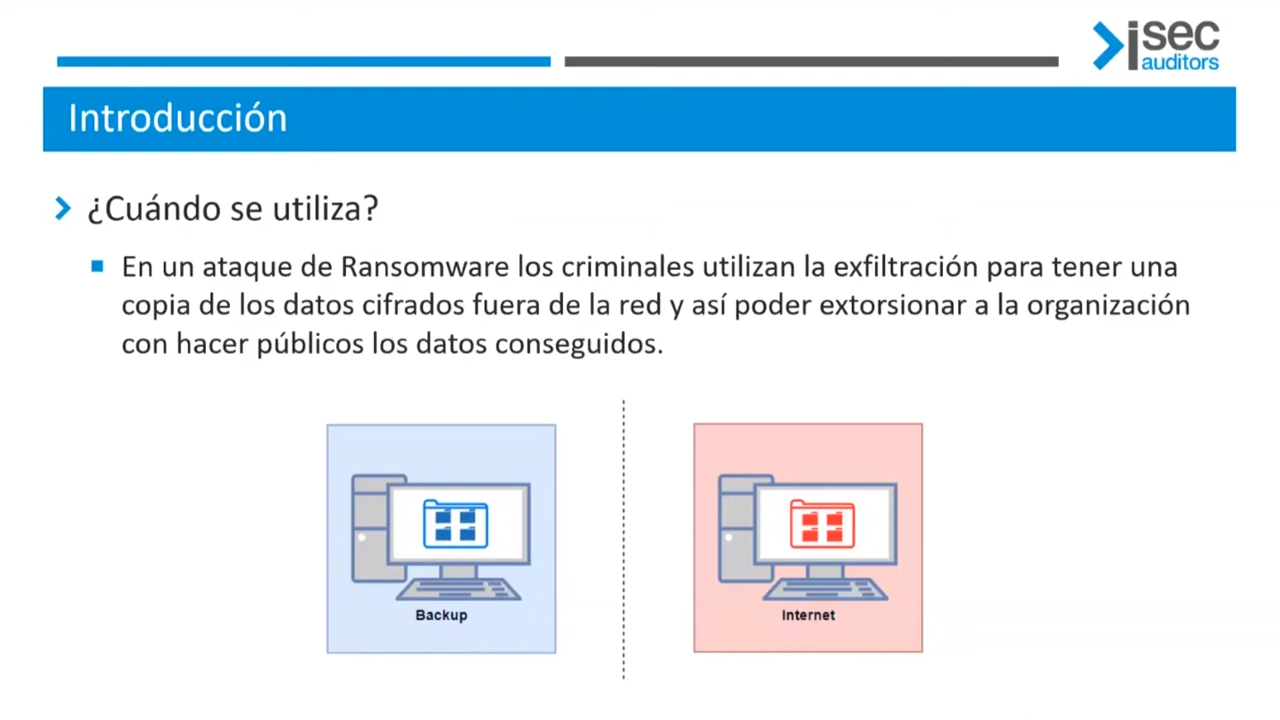 isec
auditors
Introducción
¿Cuándo se utiliza?
En un ataque de Ransomware los criminales utilizan la exfiltración para tener una
copia de los datos cifrados fuera de la red y así poder extorsionar a la organización
con hacer públicos los datos conseguidos.
Backup
Internet